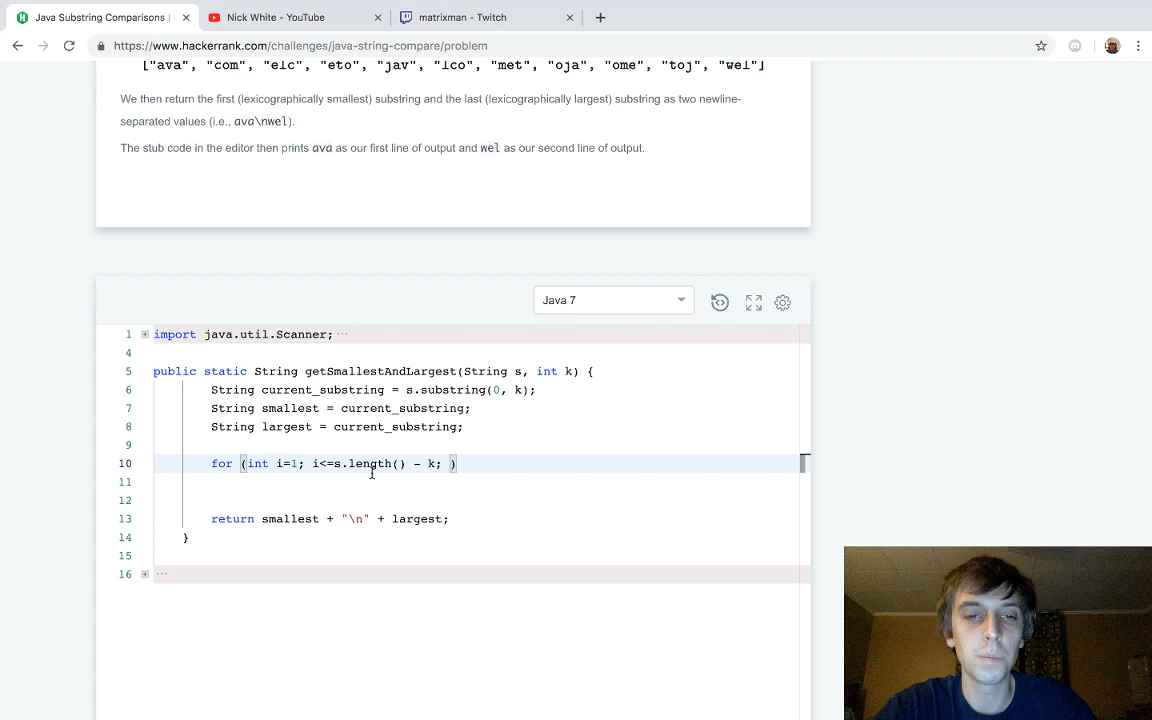 Java Substring Comparisons |
Nick White - YouTube
matrixman - Twitch
https://www.hackerrank.com/challenges/java-string-compare/problem
["ava", "com", "elc", "eto", "jav", "lco", "met", "oja", "ome", "toj", "wel"]
We then return the first (lexicographically smallest) substring and the last (lexicographically largest) substring as two newline-
separated values (i.e., ava\nwel).
The stub code in the editor then prints ava as our first line of output and wel as our second line of output.
Java 7
1 import java.util.Scanner; ...
4
5 public static String getSmallestAndLargest(String s, int k) {
6 String current_substring = s.substring(0, k);
7 String smallest = current_substring;
8 String largest = current_substring;
9
10 for (int i=1; i<=s.length() - k; )
11
12
13 return smallest + "\n" + largest;
14 }
15
16 ...